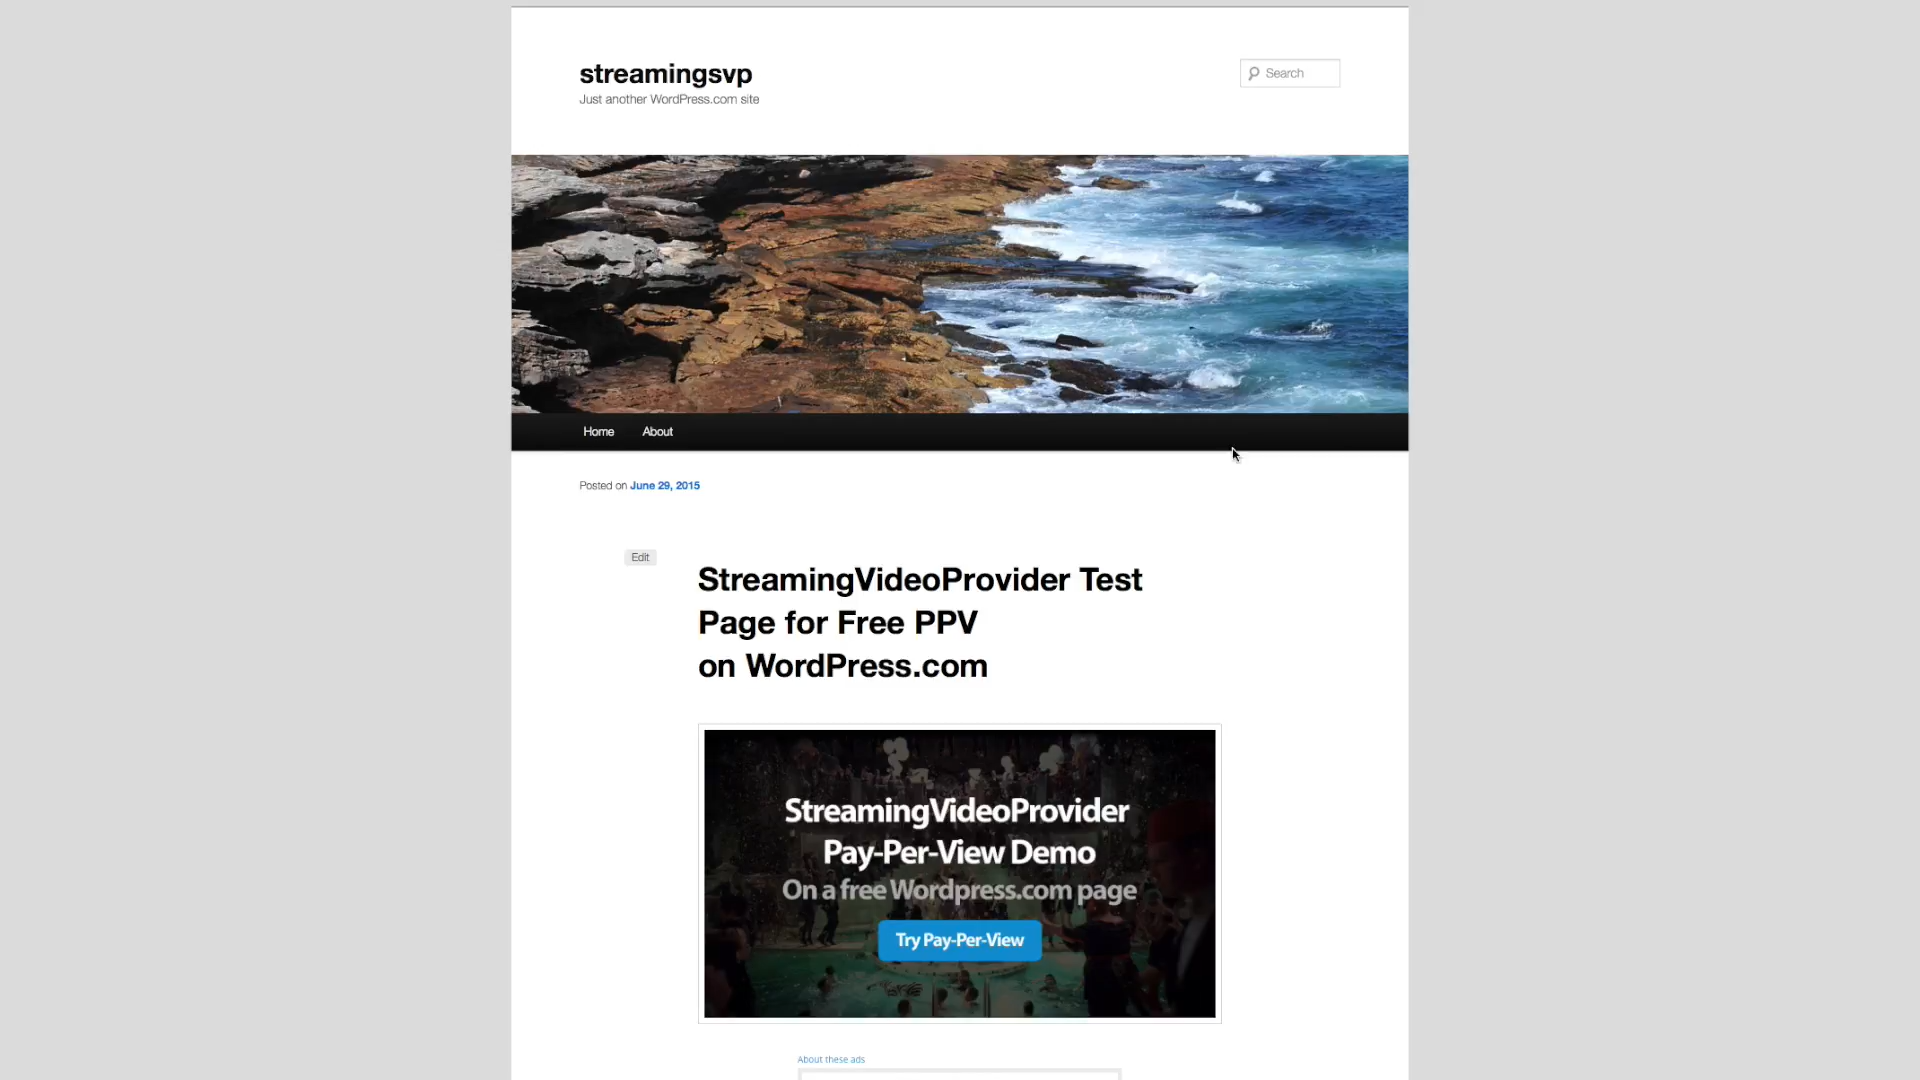 streamingsvp
Just another WordPress.com site
Search
Home About
Posted on June 29, 2015
Edit
StreamingVideoProvider Test
Page for Free PPV
on WordPress.com
StreamingVideoProvider
Pay-Per-View Demo
On a free Wordpress.com page
Try Pay-Per-View
About these ads